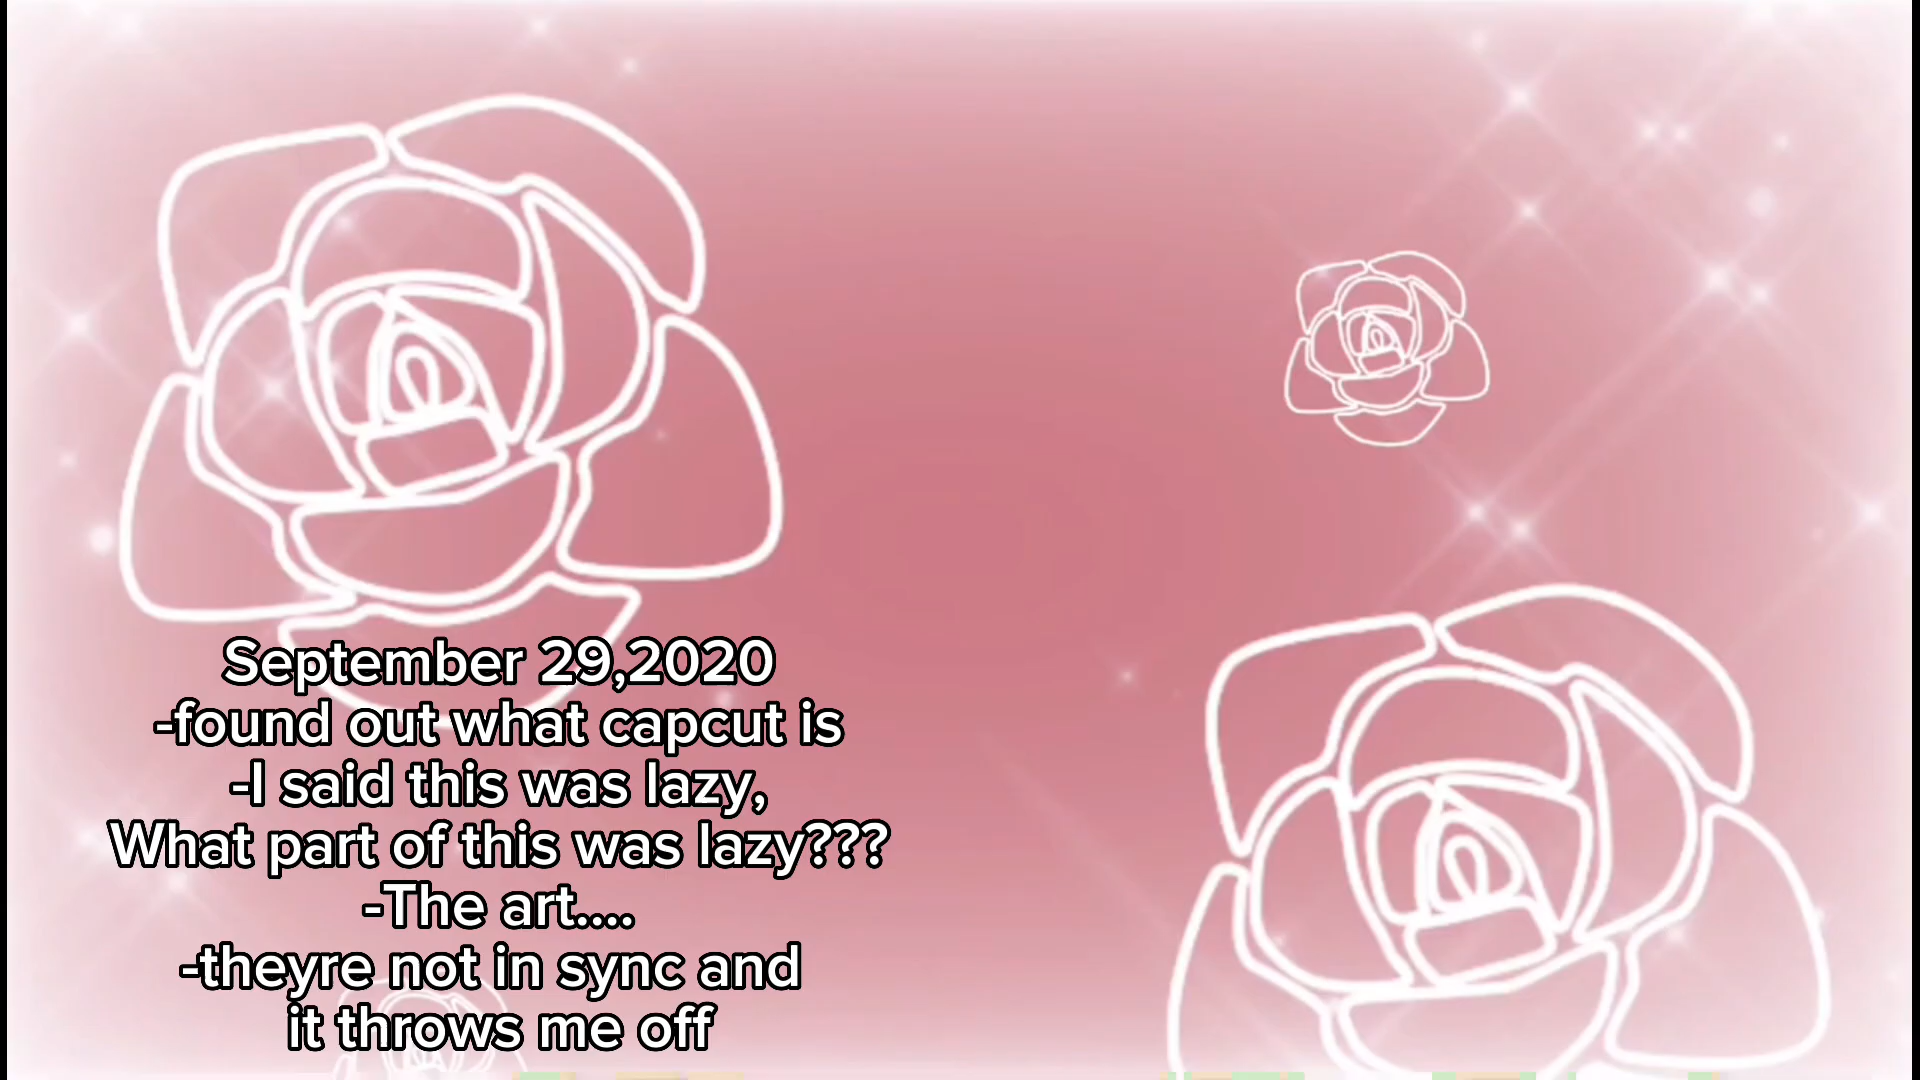 September 29,2020
-found out what capcut is
-I said this was lazy,
What part of this was lazy???
-The art....
-theyre not in sync and
it throws me off